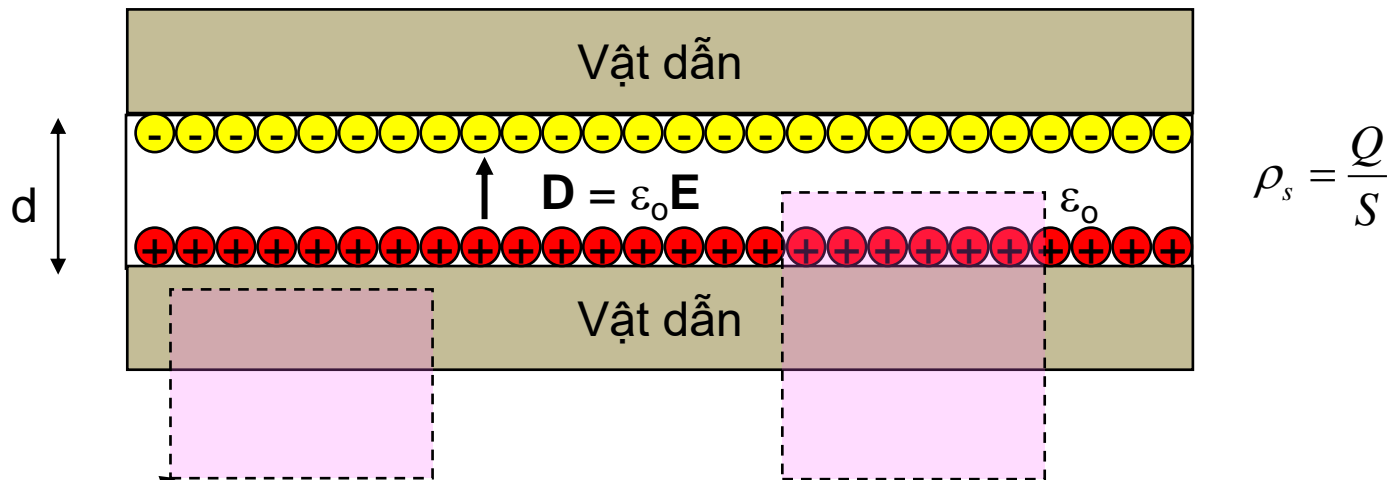 Vật dẫn
- - - - - - - - - - - - - - - - - - - - - - - - - -
d
D = εₒE
εₒ
ρₛ = Q/S
+ + + + + + + + + + + + + + + + + + + + + + + + + +
Vật dẫn